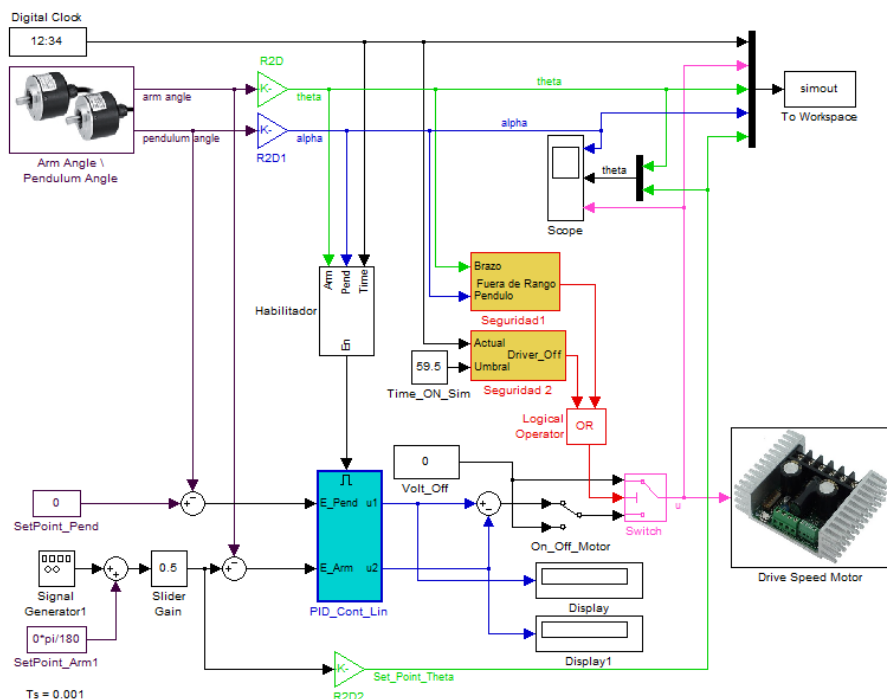 Digital Clock
12:34
R2D
K-
arm angle
theta
theta
pendulum angle
K-
alpha
alpha
R2D1
Arm Angle \
Pendulum Angle
simout
To Workspace
theta
Scope
Arm
Pend
Time
Habilitador
En
Brazo
Fuera de Rango
Pendulo
Seguridad1
Actual
Driver_Off
Umbral
59.5
Time_ON_Sim
Seguridad 2
Logical
Operator
OR
0
Volt_Off
0
SetPoint_Pend
E_Pend
u1
E_Arm
u2
PID_Cont_Lin
On_Off_Motor
Switch
u
Drive Speed Motor
Signal
Generator1
0.5
Slider
Gain
Display
Display1
0*pi/180
SetPoint_Arm1
K-
Set_Point_Theta
R2D2
Ts = 0.001